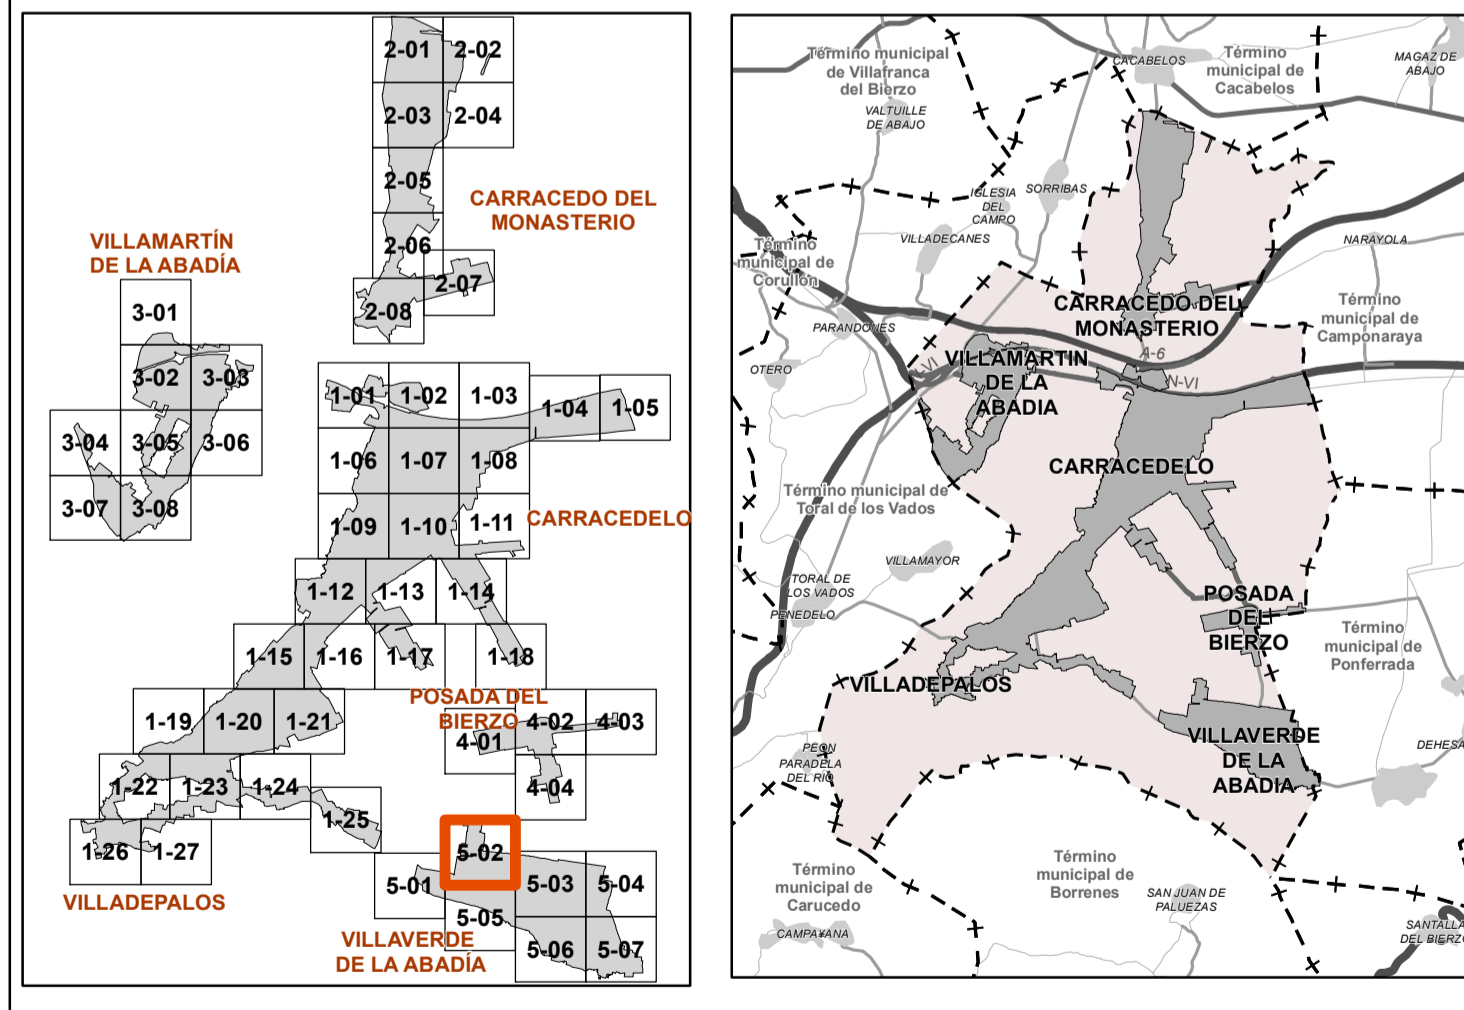 2-01
2-02
2-03
2-04
2-05
2-06
2-07
2-08
CARRACEDO DEL
MONASTERIO
VILLAMARTÍN
DE LA ABADÍA
3-01
3-02
3-03
3-04
3-05
3-06
3-07
3-08
1-01
1-02
1-03
1-04
1-05
1-06
1-07
1-08
1-09
1-10
1-11
CARRACEDELO
1-12
1-13
1-14
1-15
1-16
1-17
1-18
1-19
1-20
1-21
1-22
1-23
1-24
1-25
1-26
1-27
VILLADEPALOS
POSADA DEL
BIERZO
4-01
4-02
4-03
4-04
5-01
5-02
5-03
5-04
5-05
5-06
5-07
VILLAVERDE
DE LA ABADÍA
Término municipal
de Villafranca
del Bierzo
CACABELOS
Término
municipal de
Cacabelos
MAGAZ DE
ABAJO
VALTUILLE
DE ABAJO
IGLESIA
DEL
CAMPO
SORRIBAS
VILLADECANES
NARAYOLA
Término
municipal de
Corullón
PARANDONES
OTERO
CARRACEDO DEL
MONASTERIO
A-6
Término
municipal de
Camponaraya
VILLAMARTIN
DE LA
ABADIA
N-VI
CARRACEDELO
Término municipal de
Toral de los Vados
VILLAMAYOR
TORAL DE
LOS VADOS
PENEDELO
POSADA
DEL
BIERZO
Término
municipal de
Ponferrada
VILLADEPALOS
VILLAVERDE
DE LA
ABADIA
DEHESA
PEON
PARADELA
DEL RÍO
Término
municipal de
Carucedo
Término
municipal de
Borrenes
SAN JUAN DE
PALUEZAS
CAMPA¥ANA
SANTALLA
DEL BIERZO